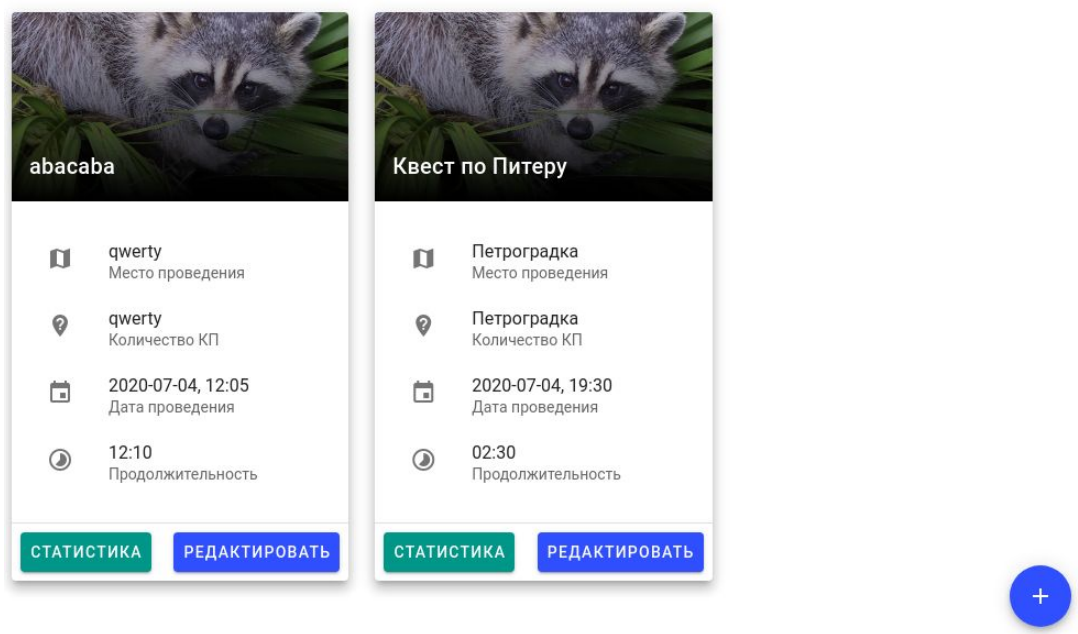 abacaba
qwerty
Место проведения
qwerty
Количество КП
2020-07-04, 12:05
Дата проведения
12:10
Продолжительность
СТАТИСТИКА
РЕДАКТИРОВАТЬ
Квест по Питеру
Петроградка
Место проведения
Петроградка
Количество КП
2020-07-04, 19:30
Дата проведения
02:30
Продолжительность
СТАТИСТИКА
РЕДАКТИРОВАТЬ
+